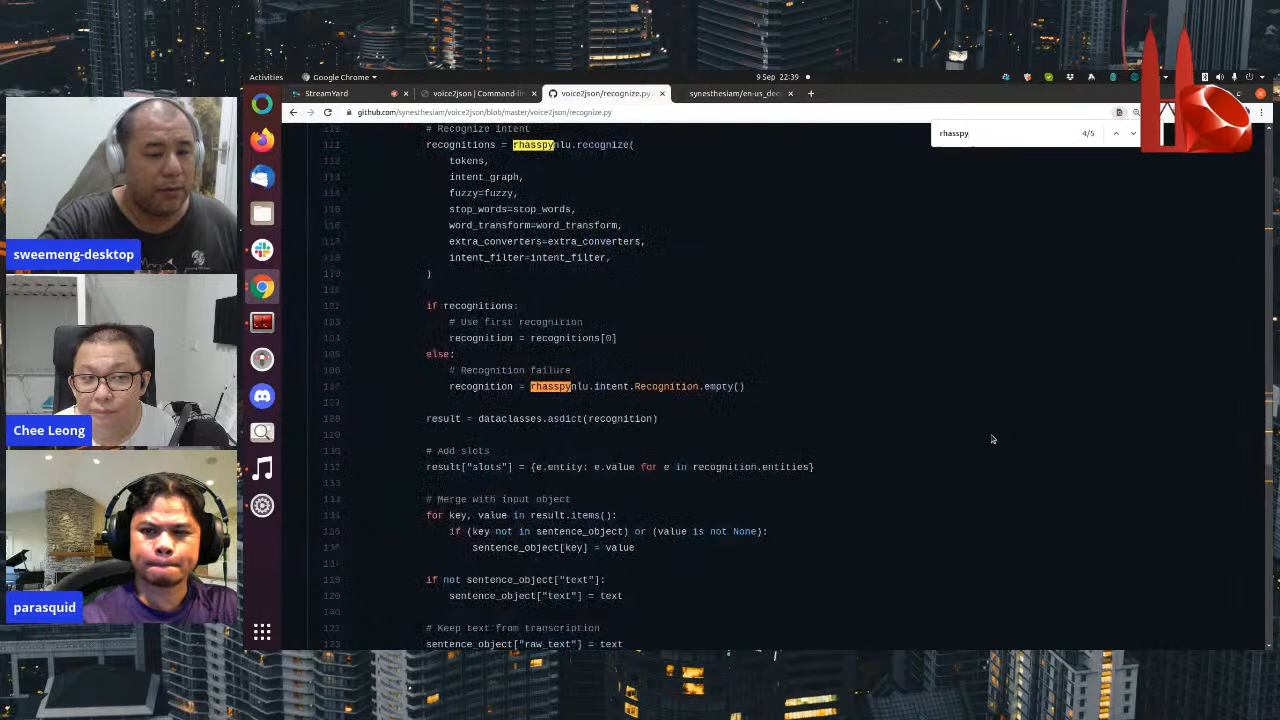 Activities
Google Chrome
9 Sep 22:39
StreamYard
voice2json | Command-lin
voice2json/recognize.py at
synesthesiam/en-us_dec
github.com/synesthesiam/voice2json/blob/master/voice2json/recognize.py
rhasspy
4/5
# Recognize intent
recognitions = rhasspynlu.recognize(
tokens,
intent_graph,
fuzzy=fuzzy,
stop_words=stop_words,
word_transform=word_transform,
extra_converters=extra_converters,
intent_filter=intent_filter,
)
if recognitions:
# Use first recognition
recognition = recognitions[0]
else:
# Recognition failure
recognition = rhasspynlu.intent.Recognition.empty()
result = dataclasses.asdict(recognition)
# Add slots
result["slots"] = {e.entity: e.value for e in recognition.entities}
# Merge with input object
for key, value in result.items():
if (key not in sentence_object) or (value is not None):
sentence_object[key] = value
if not sentence_object["text"]:
sentence_object["text"] = text
# Keep text from transcription
sentence_object["raw_text"] = text
sweemeng-desktop
Chee Leong
parasquid